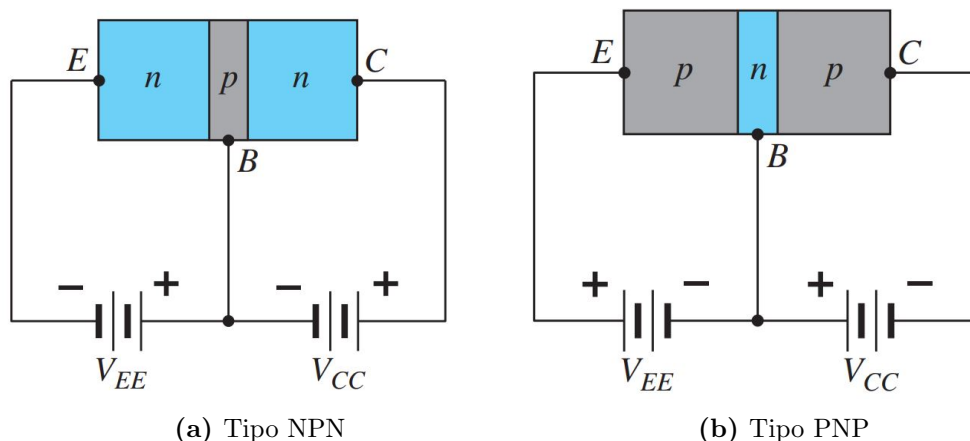 E n p n C
B
− + − +
V_EE V_CC
(a) Tipo NPN
E p n p C
B
+ − + −
V_EE V_CC
(b) Tipo PNP